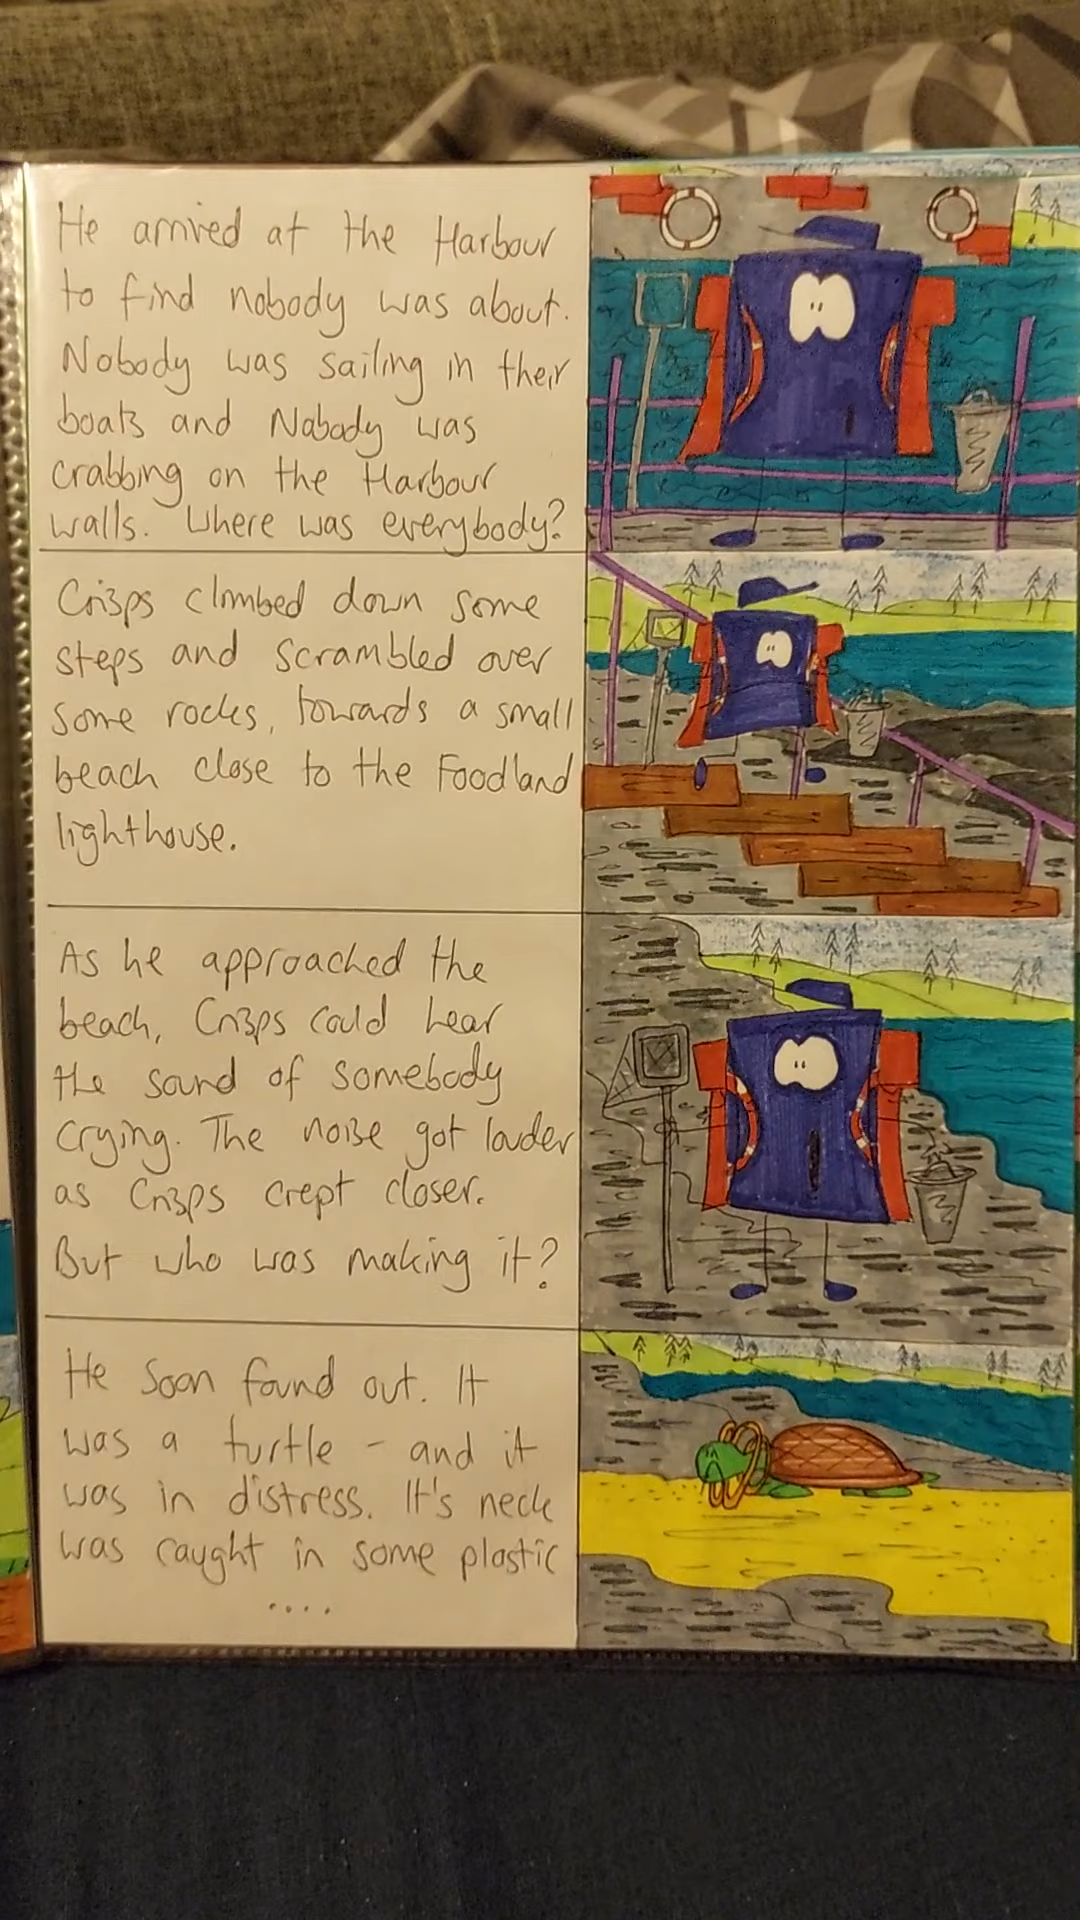 He arrived at the Harbour
to find nobody was about.
Nobody was sailing in their
boats and Nobody was
crabbing on the Harbour
walls. Where was everybody?
Crisps climbed down some
steps and scrambled over
some rocks, towards a small
beach close to the Foodland
lighthouse.
As he approached the
beach, Crisps could hear
the sound of somebody
crying. The noise got louder
as Crisps crept closer.
But who was making it?
He soon found out. It
was a turtle - and it
was in distress. It's neck
was caught in some plastic
....